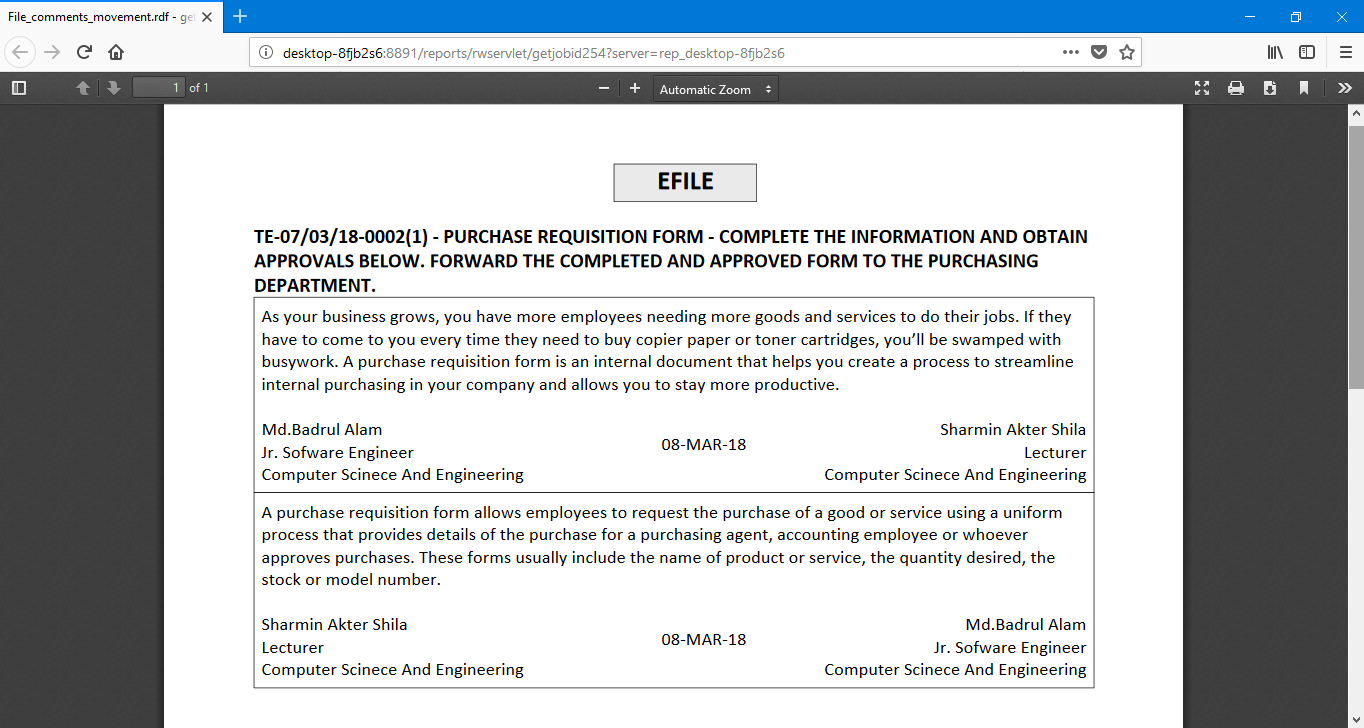 File_comments_movement.rdf - ge
desktop-8fjb2s6:8891/reports/rwservlet/getjobid254?server=rep_desktop-8fjb2s6
1 of 1
Automatic Zoom
EFILE
TE-07/03/18-0002(1) - PURCHASE REQUISITION FORM - COMPLETE THE INFORMATION AND OBTAIN
APPROVALS BELOW. FORWARD THE COMPLETED AND APPROVED FORM TO THE PURCHASING
DEPARTMENT.
As your business grows, you have more employees needing more goods and services to do their jobs. If they
have to come to you every time they need to buy copier paper or toner cartridges, you’ll be swamped with
busywork. A purchase requisition form is an internal document that helps you create a process to streamline
internal purchasing in your company and allows you to stay more productive.
Md.Badrul Alam
Jr. Sofware Engineer
Computer Scinece And Engineering
08-MAR-18
Sharmin Akter Shila
Lecturer
Computer Scinece And Engineering
A purchase requisition form allows employees to request the purchase of a good or service using a uniform
process that provides details of the purchase for a purchasing agent, accounting employee or whoever
approves purchases. These forms usually include the name of product or service, the quantity desired, the
stock or model number.
Sharmin Akter Shila
Lecturer
Computer Scinece And Engineering
08-MAR-18
Md.Badrul Alam
Jr. Sofware Engineer
Computer Scinece And Engineering